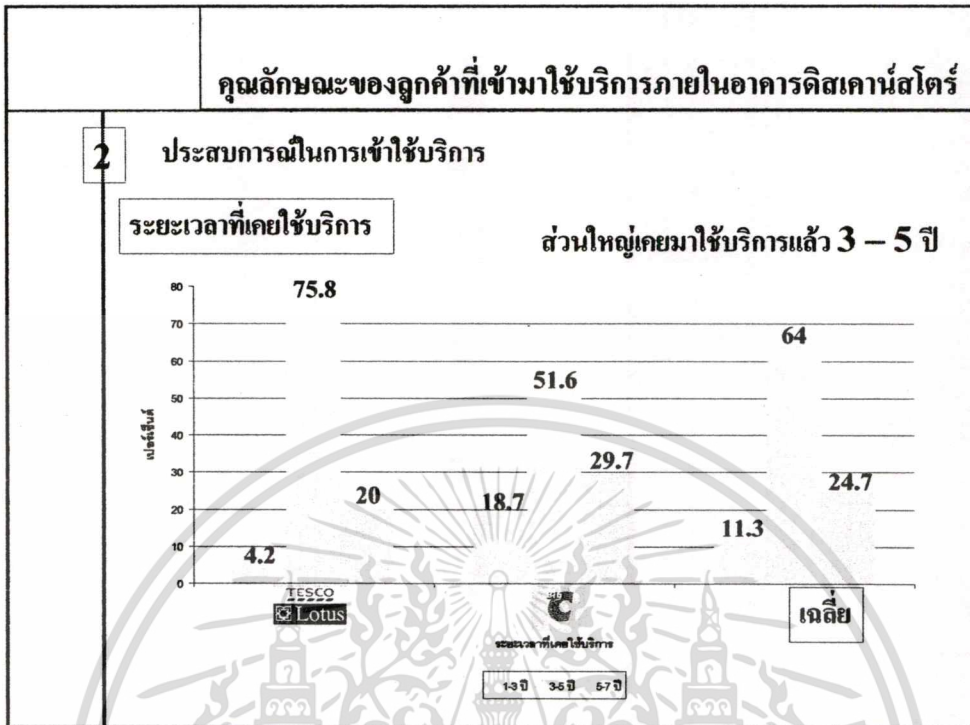 คุณลักษณะของลูกค้าที่เข้ามาใช้บริการภายในอาคารดิสเคาน์สโตร์
2 ประสบการณ์ในการเข้าใช้บริการ
ระยะเวลาที่เคยใช้บริการ
ส่วนใหญ่เคยมาใช้บริการแล้ว 3 – 5 ปี
80
70
60
50
40
30
20
10
0
เปอร์เซ็นต์
75.8
64
51.6
29.7
24.7
20
18.7
11.3
4.2
TESCO
Lotus
C
เฉลี่ย
ระยะเวลาที่เคยใช้บริการ
1-3 ปี 3-5 ปี 5-7 ปี